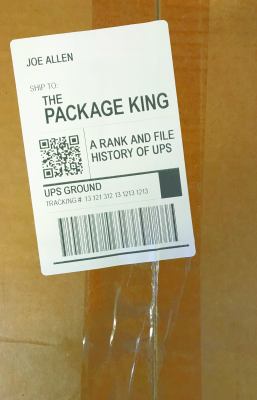 JOE ALLEN
SHIP TO:
THE
PACKAGE KING
A RANK AND FILE
HISTORY OF UPS
UPS GROUND
TRACKING #: 13 121 312 13 1213 1213